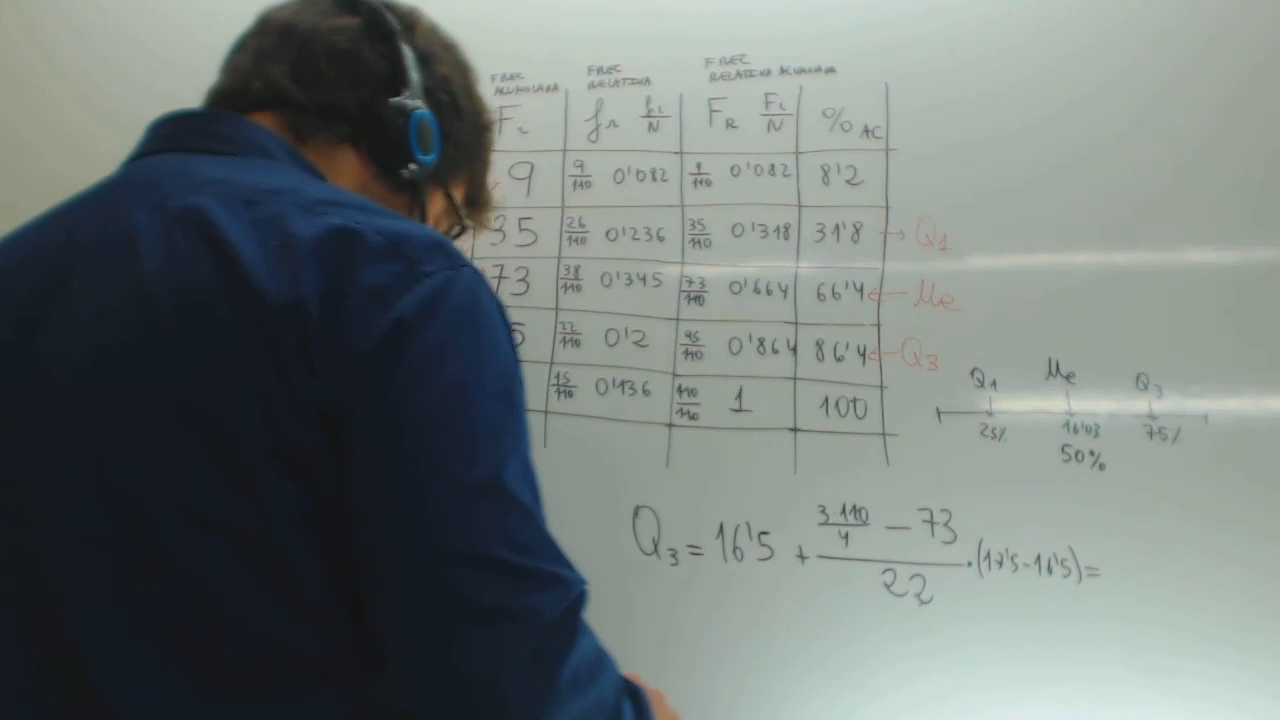 FREC ACUMULADA FREC RELATIVA FREC RELATIVA ACUMULADA
F fr fi/N FR Fi/N % AC
9 9/110 0'082 9/110 0'082 8'2
35 26/110 0'236 35/110 0'318 31'8 → Q1
73 38/110 0'345 73/110 0'664 66'4 ← Me
5 22/110 0'2 95/110 0'864 86'4 ← Q3
15/110 0'136 110/110 1 100
Q1 Me Q3
25% 16'03 75%
50%
Q3 = 16'5 + (3·110/4 − 73)/22 · (17'5 - 16'5) =